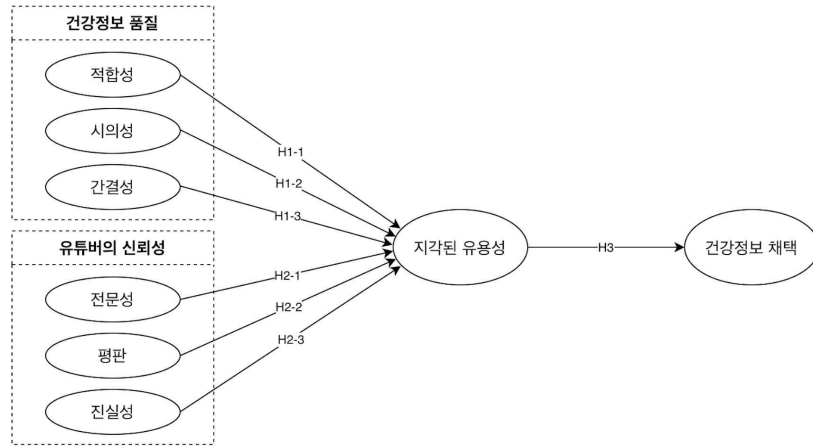 건강정보 품질
적합성
시의성
간결성
유튜버의 신뢰성
전문성
평판
진실성
H1-1
H1-2
H1-3
H2-1
H2-2
H2-3
지각된 유용성
H3
건강정보 채택